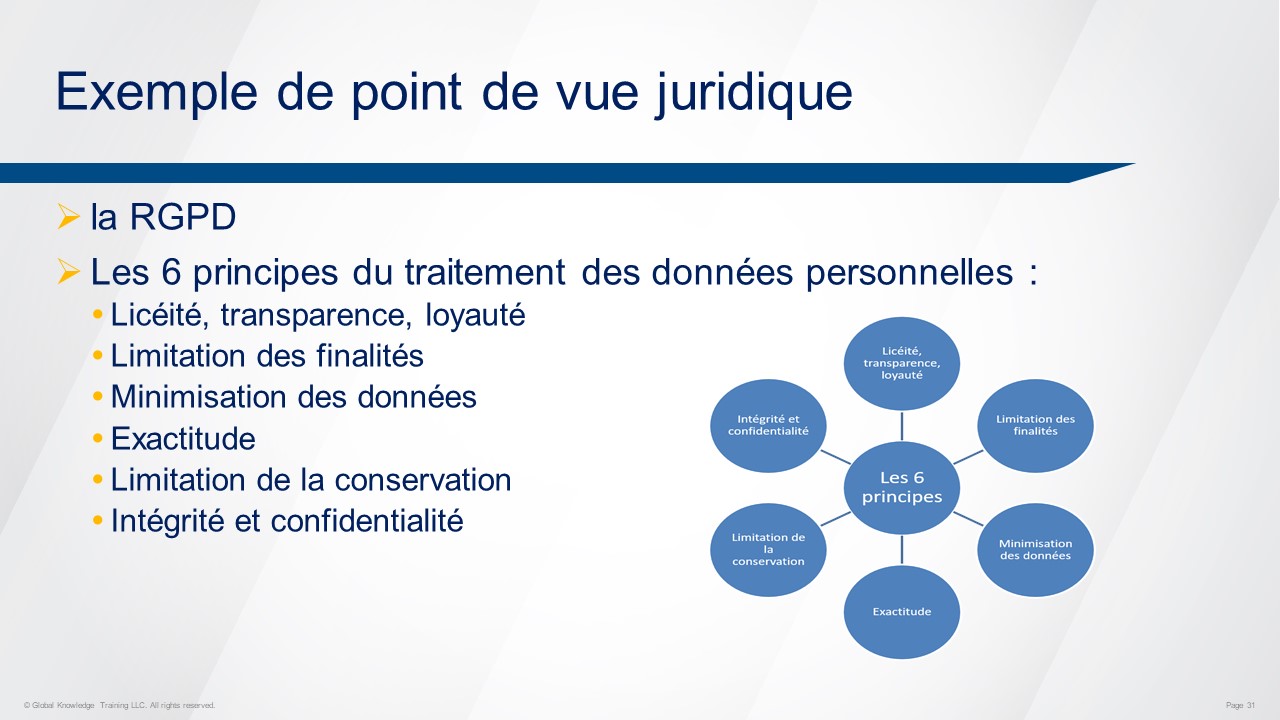 Exemple de point de vue juridique
la RGPD
Les 6 principes du traitement des données personnelles :
Licéité, transparence, loyauté
Limitation des finalités
Minimisation des données
Exactitude
Limitation de la conservation
Intégrité et confidentialité
Licéité,
transparence,
loyauté
Limitation des
finalités
Minimisation
des données
Exactitude
Limitation de
la
conservation
Intégrité et
confidentialité
Les 6
principes
© Global Knowledge Training LLC. All rights reserved.
Page 31